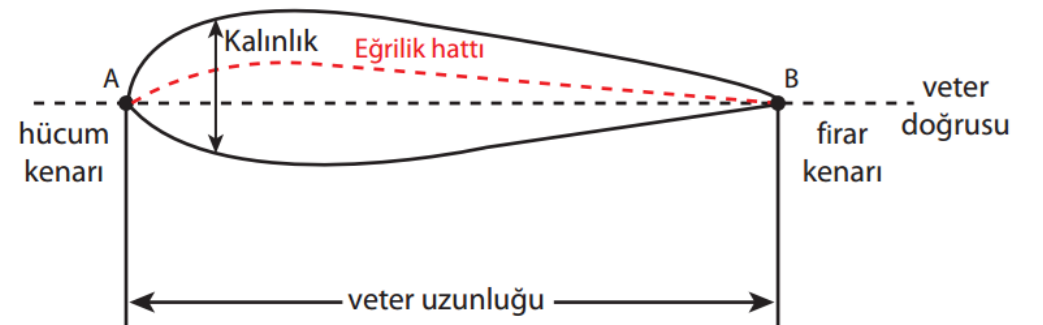 Kalınlık
Eğrilik hattı
A
B
hücum
kenarı
firar
kenarı
veter
doğrusu
veter uzunluğu